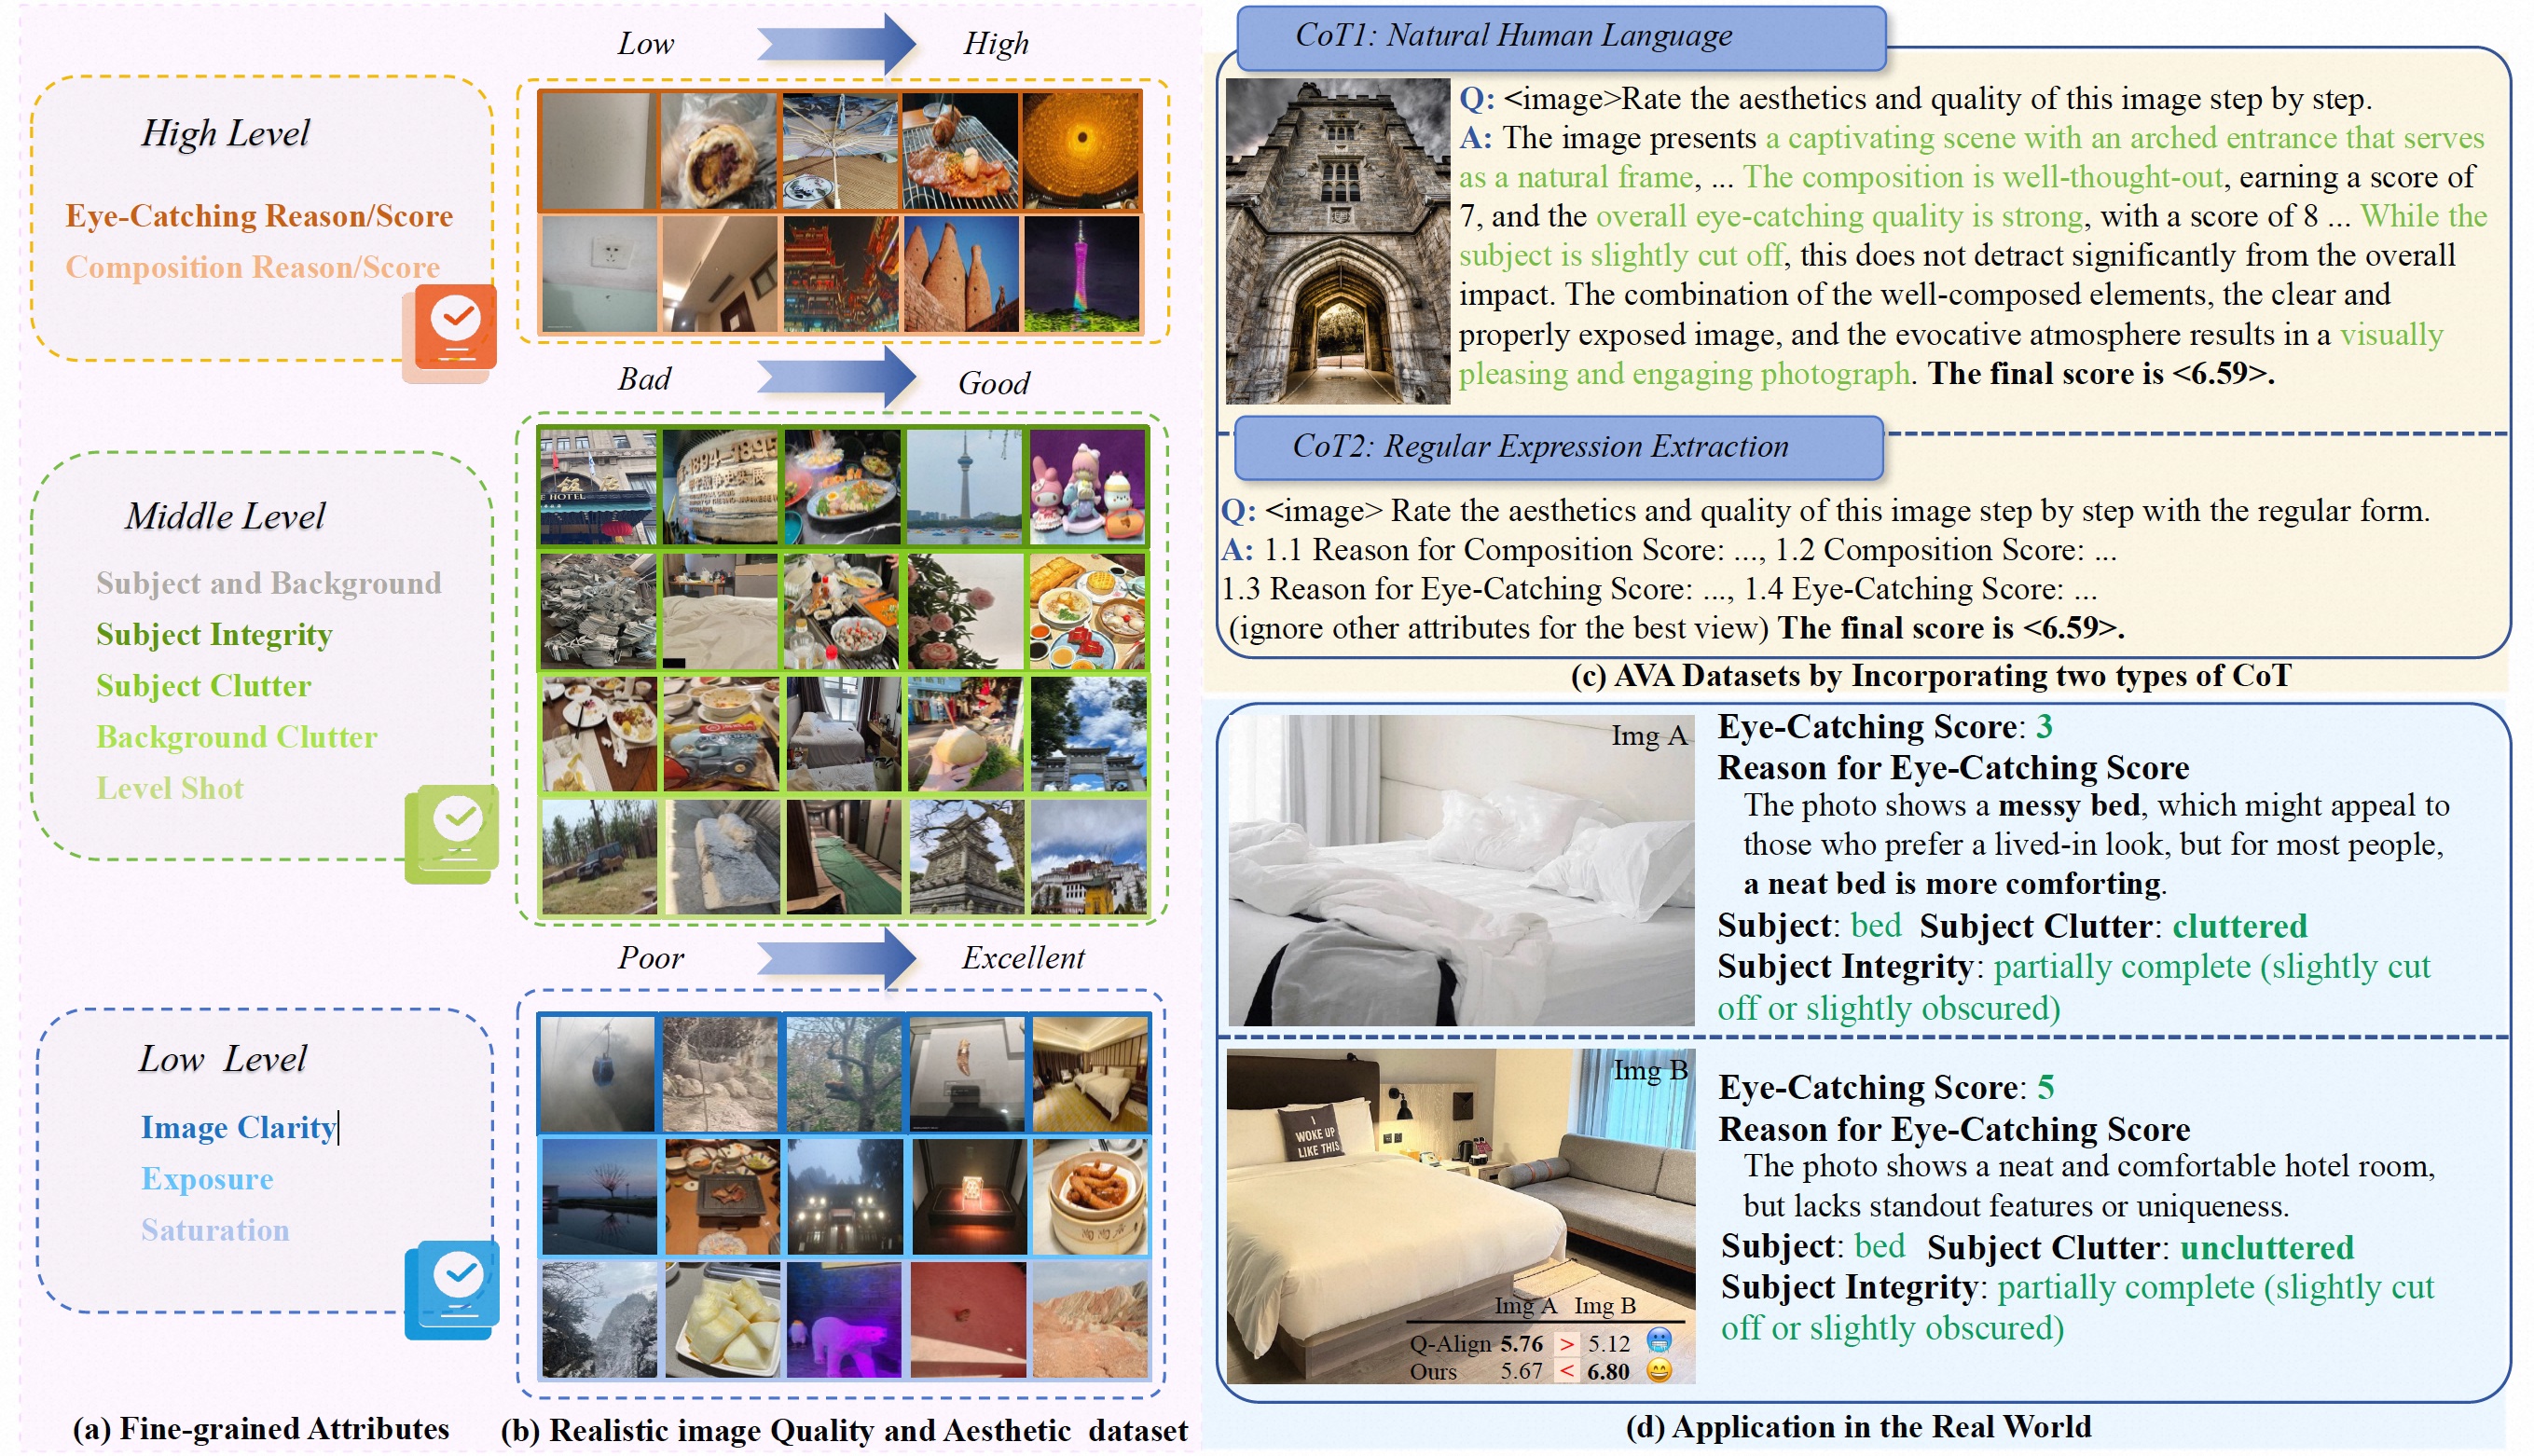 High Level
Eye-Catching Reason/Score
Composition Reason/Score
Middle Level
Subject and Background
Subject Integrity
Subject Clutter
Background Clutter
Level Shot
Low Level
Image Clarity
Exposure
Saturation
(a) Fine-grained Attributes
Low
High
Bad
Good
E HOTEL
1894-1895
Poor
Excellent
(b) Realistic image Quality and Aesthetic dataset
CoT1: Natural Human Language
Q: <image>Rate the aesthetics and quality of this image step by step.
A: The image presents a captivating scene with an arched entrance that serves
as a natural frame, ... The composition is well-thought-out, earning a score of
7, and the overall eye-catching quality is strong, with a score of 8 ... While the
subject is slightly cut off, this does not detract significantly from the overall
impact. The combination of the well-composed elements, the clear and
properly exposed image, and the evocative atmosphere results in a visually
pleasing and engaging photograph. The final score is <6.59>.
CoT2: Regular Expression Extraction
Q: <image> Rate the aesthetics and quality of this image step by step with the regular form.
A: 1.1 Reason for Composition Score: ..., 1.2 Composition Score: ...
1.3 Reason for Eye-Catching Score: ..., 1.4 Eye-Catching Score: ...
(ignore other attributes for the best view) The final score is <6.59>.
(c) AVA Datasets by Incorporating two types of CoT
Img A
Eye-Catching Score: 3
Reason for Eye-Catching Score
The photo shows a messy bed, which might appeal to
those who prefer a lived-in look, but for most people,
a neat bed is more comforting.
Subject: bed Subject Clutter: cluttered
Subject Integrity: partially complete (slightly cut
off or slightly obscured)
Img B
I
WOKE UP
LIKE THIS
Eye-Catching Score: 5
Reason for Eye-Catching Score
The photo shows a neat and comfortable hotel room,
but lacks standout features or uniqueness.
Subject: bed Subject Clutter: uncluttered
Subject Integrity: partially complete (slightly cut
off or slightly obscured)
Img A Img B
Q-Align 5.76 > 5.12
Ours 5.67 < 6.80
(d) Application in the Real World